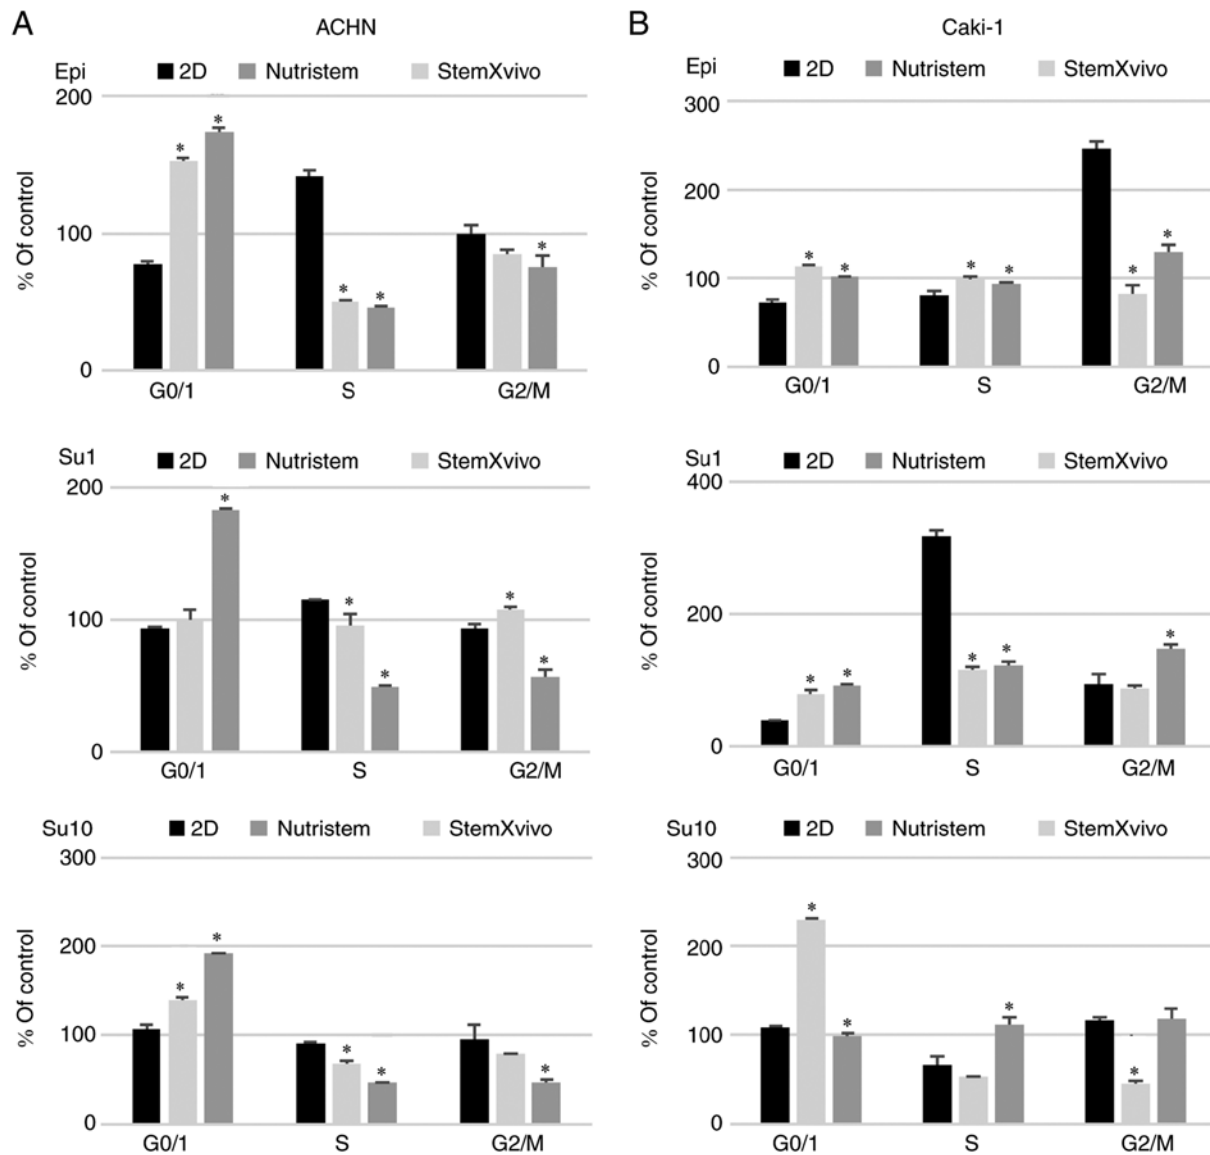 A
ACHN
Epi 2D Nutristem StemXvivo
200
*
*
*
*
*
100
0
% Of control
G0/1 S G2/M
Su1 2D Nutristem StemXvivo
200
*
*
*
*
*
100
0
% Of control
G0/1 S G2/M
Su10 2D Nutristem StemXvivo
300
200
*
*
*
*
*
100
0
% Of control
G0/1 S G2/M
B
Caki-1
Epi 2D StemXvivo Nutristem
300
200
* * * * * *
100
0
% Of control
G0/1 S G2/M
Su1 2D StemXvivo Nutristem
400
200
* * * * *
0
% Of control
G0/1 S G2/M
Su10 2D StemXvivo Nutristem
300
200
* * * *
100
0
% Of control
G0/1 S G2/M